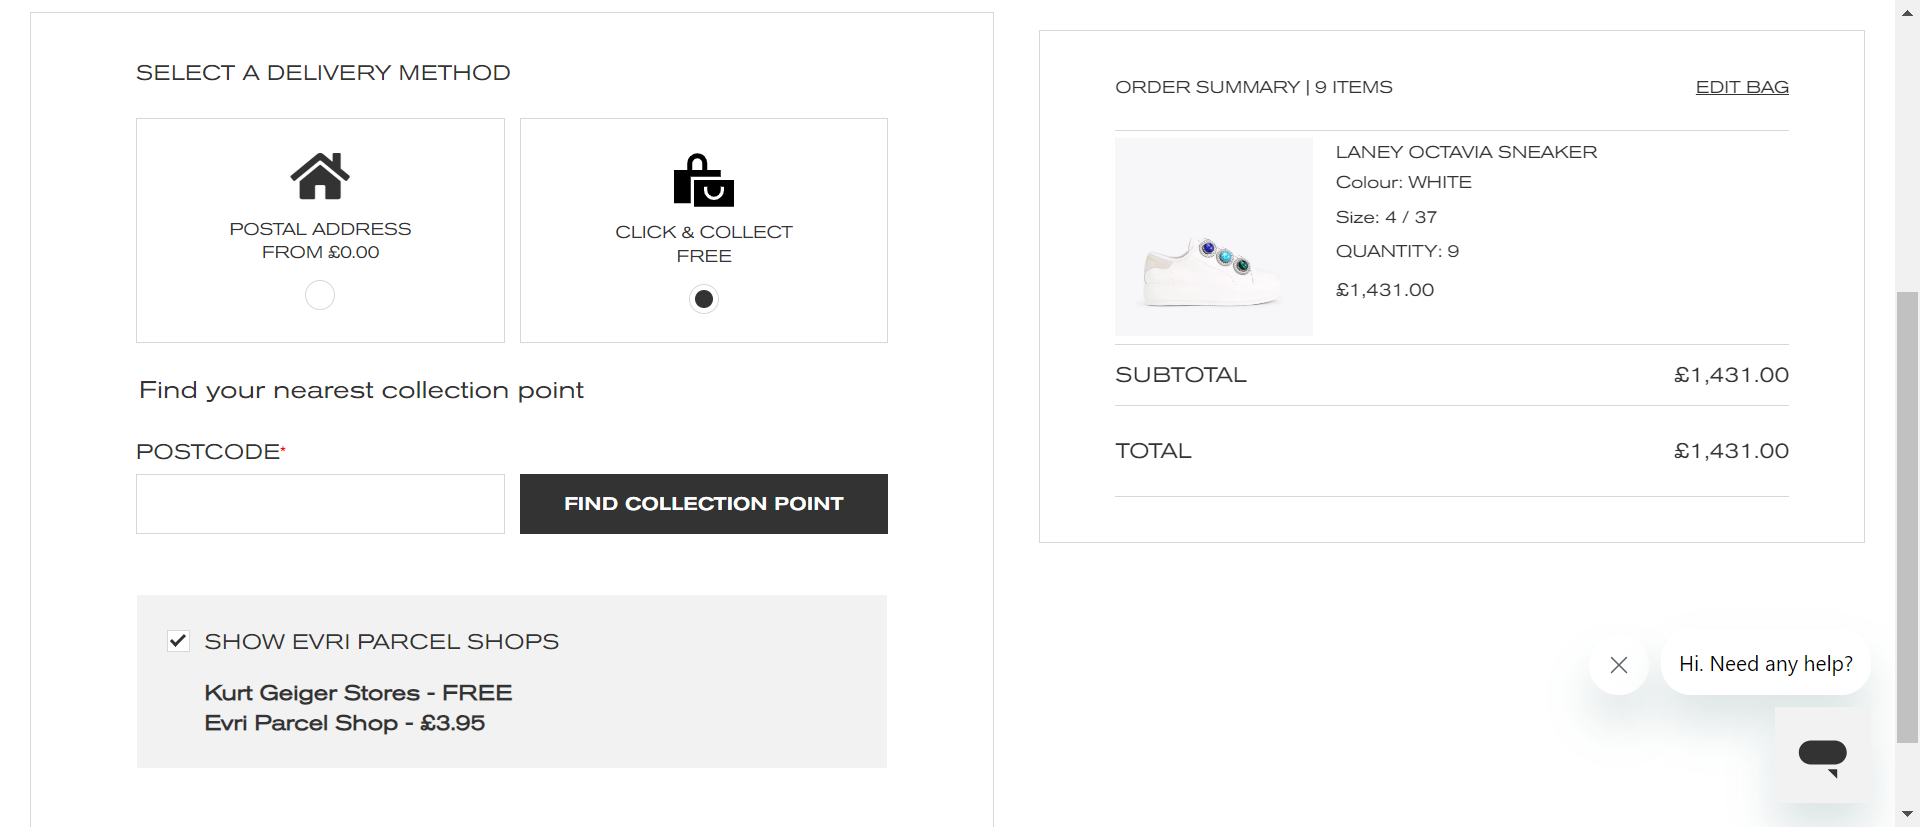 SELECT A DELIVERY METHOD
POSTAL ADDRESS
FROM £0.00
CLICK & COLLECT
FREE
Find your nearest collection point
POSTCODE*
FIND COLLECTION POINT
SHOW EVRI PARCEL SHOPS
Kurt Geiger Stores - FREE
Evri Parcel Shop - £3.95
ORDER SUMMARY | 9 ITEMS
EDIT BAG
LANEY OCTAVIA SNEAKER
Colour: WHITE
Size: 4 / 37
QUANTITY: 9
£1,431.00
SUBTOTAL £1,431.00
TOTAL £1,431.00
Hi. Need any help?